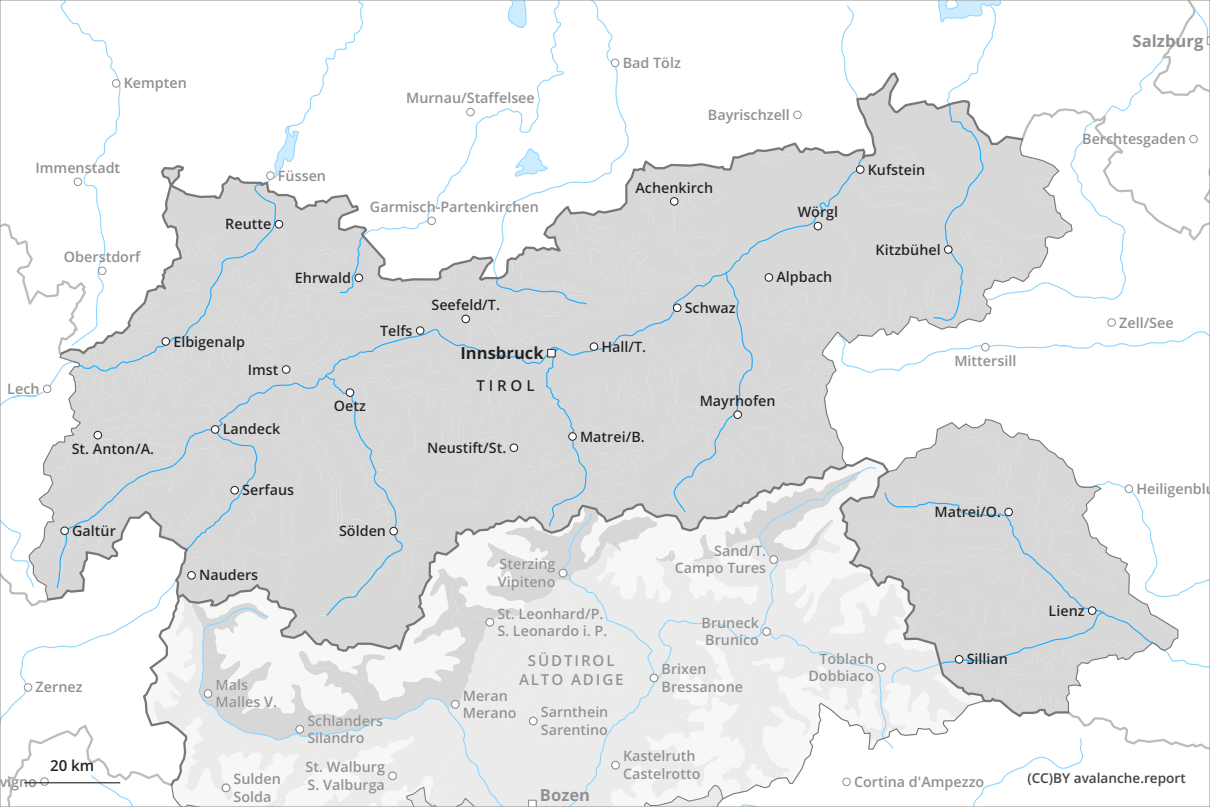 Salzburg
Bad Tölz
Kempten
Murnau/Staffelsee
Bayrischzell
Berchtesgaden
Immenstadt
Füssen
Kufstein
Achenkirch
Garmisch-Partenkirchen
Wörgl
Reutte
Kitzbühel
Oberstdorf
Ehrwald
Alpbach
Seefeld/T.
Schwaz
Zell/See
Telfs
Elbigenalp
Innsbruck
Hall/T.
Mittersill
Imst
TIROL
Lech
Oetz
Mayrhofen
Landeck
Matrei/B.
St. Anton/A.
Neustift/St.
Serfaus
Heiligenblu
Matrei/O.
Galtür
Sölden
Sand/T.
Campo Tures
Sterzing
Vipiteno
Nauders
Lienz
St. Leonhard/P.
S. Leonardo i. P.
Bruneck
Brunico
SÜDTIROL
ALTO ADIGE
Toblach
Dobbiaco
Sillian
Brixen
Bressanone
Zernez
Mals
Malles V.
Meran
Merano
Sarnthein
Sarentino
Schlanders
Silandro
Kastelruth
Castelrotto
St. Walburg
S. Valburga
20 km
vigno
Sulden
Solda
Cortina d'Ampezzo
(CC)BY avalanche.report
Bozen